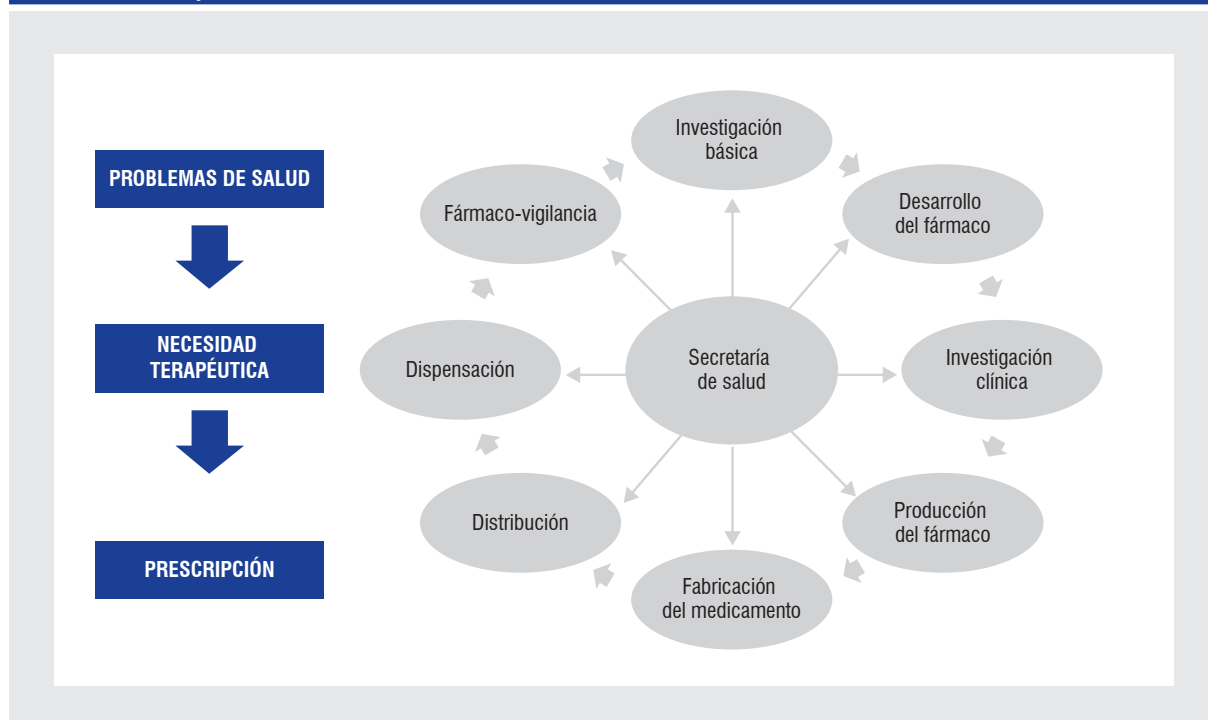 PROBLEMAS DE SALUD
NECESIDAD
TERAPÉUTICA
PRESCRIPCIÓN
Investigación
básica
Desarrollo
del fármaco
Investigación
clínica
Producción
del fármaco
Fabricación
del medicamento
Distribución
Dispensación
Fármaco-vigilancia
Secretaría
de salud